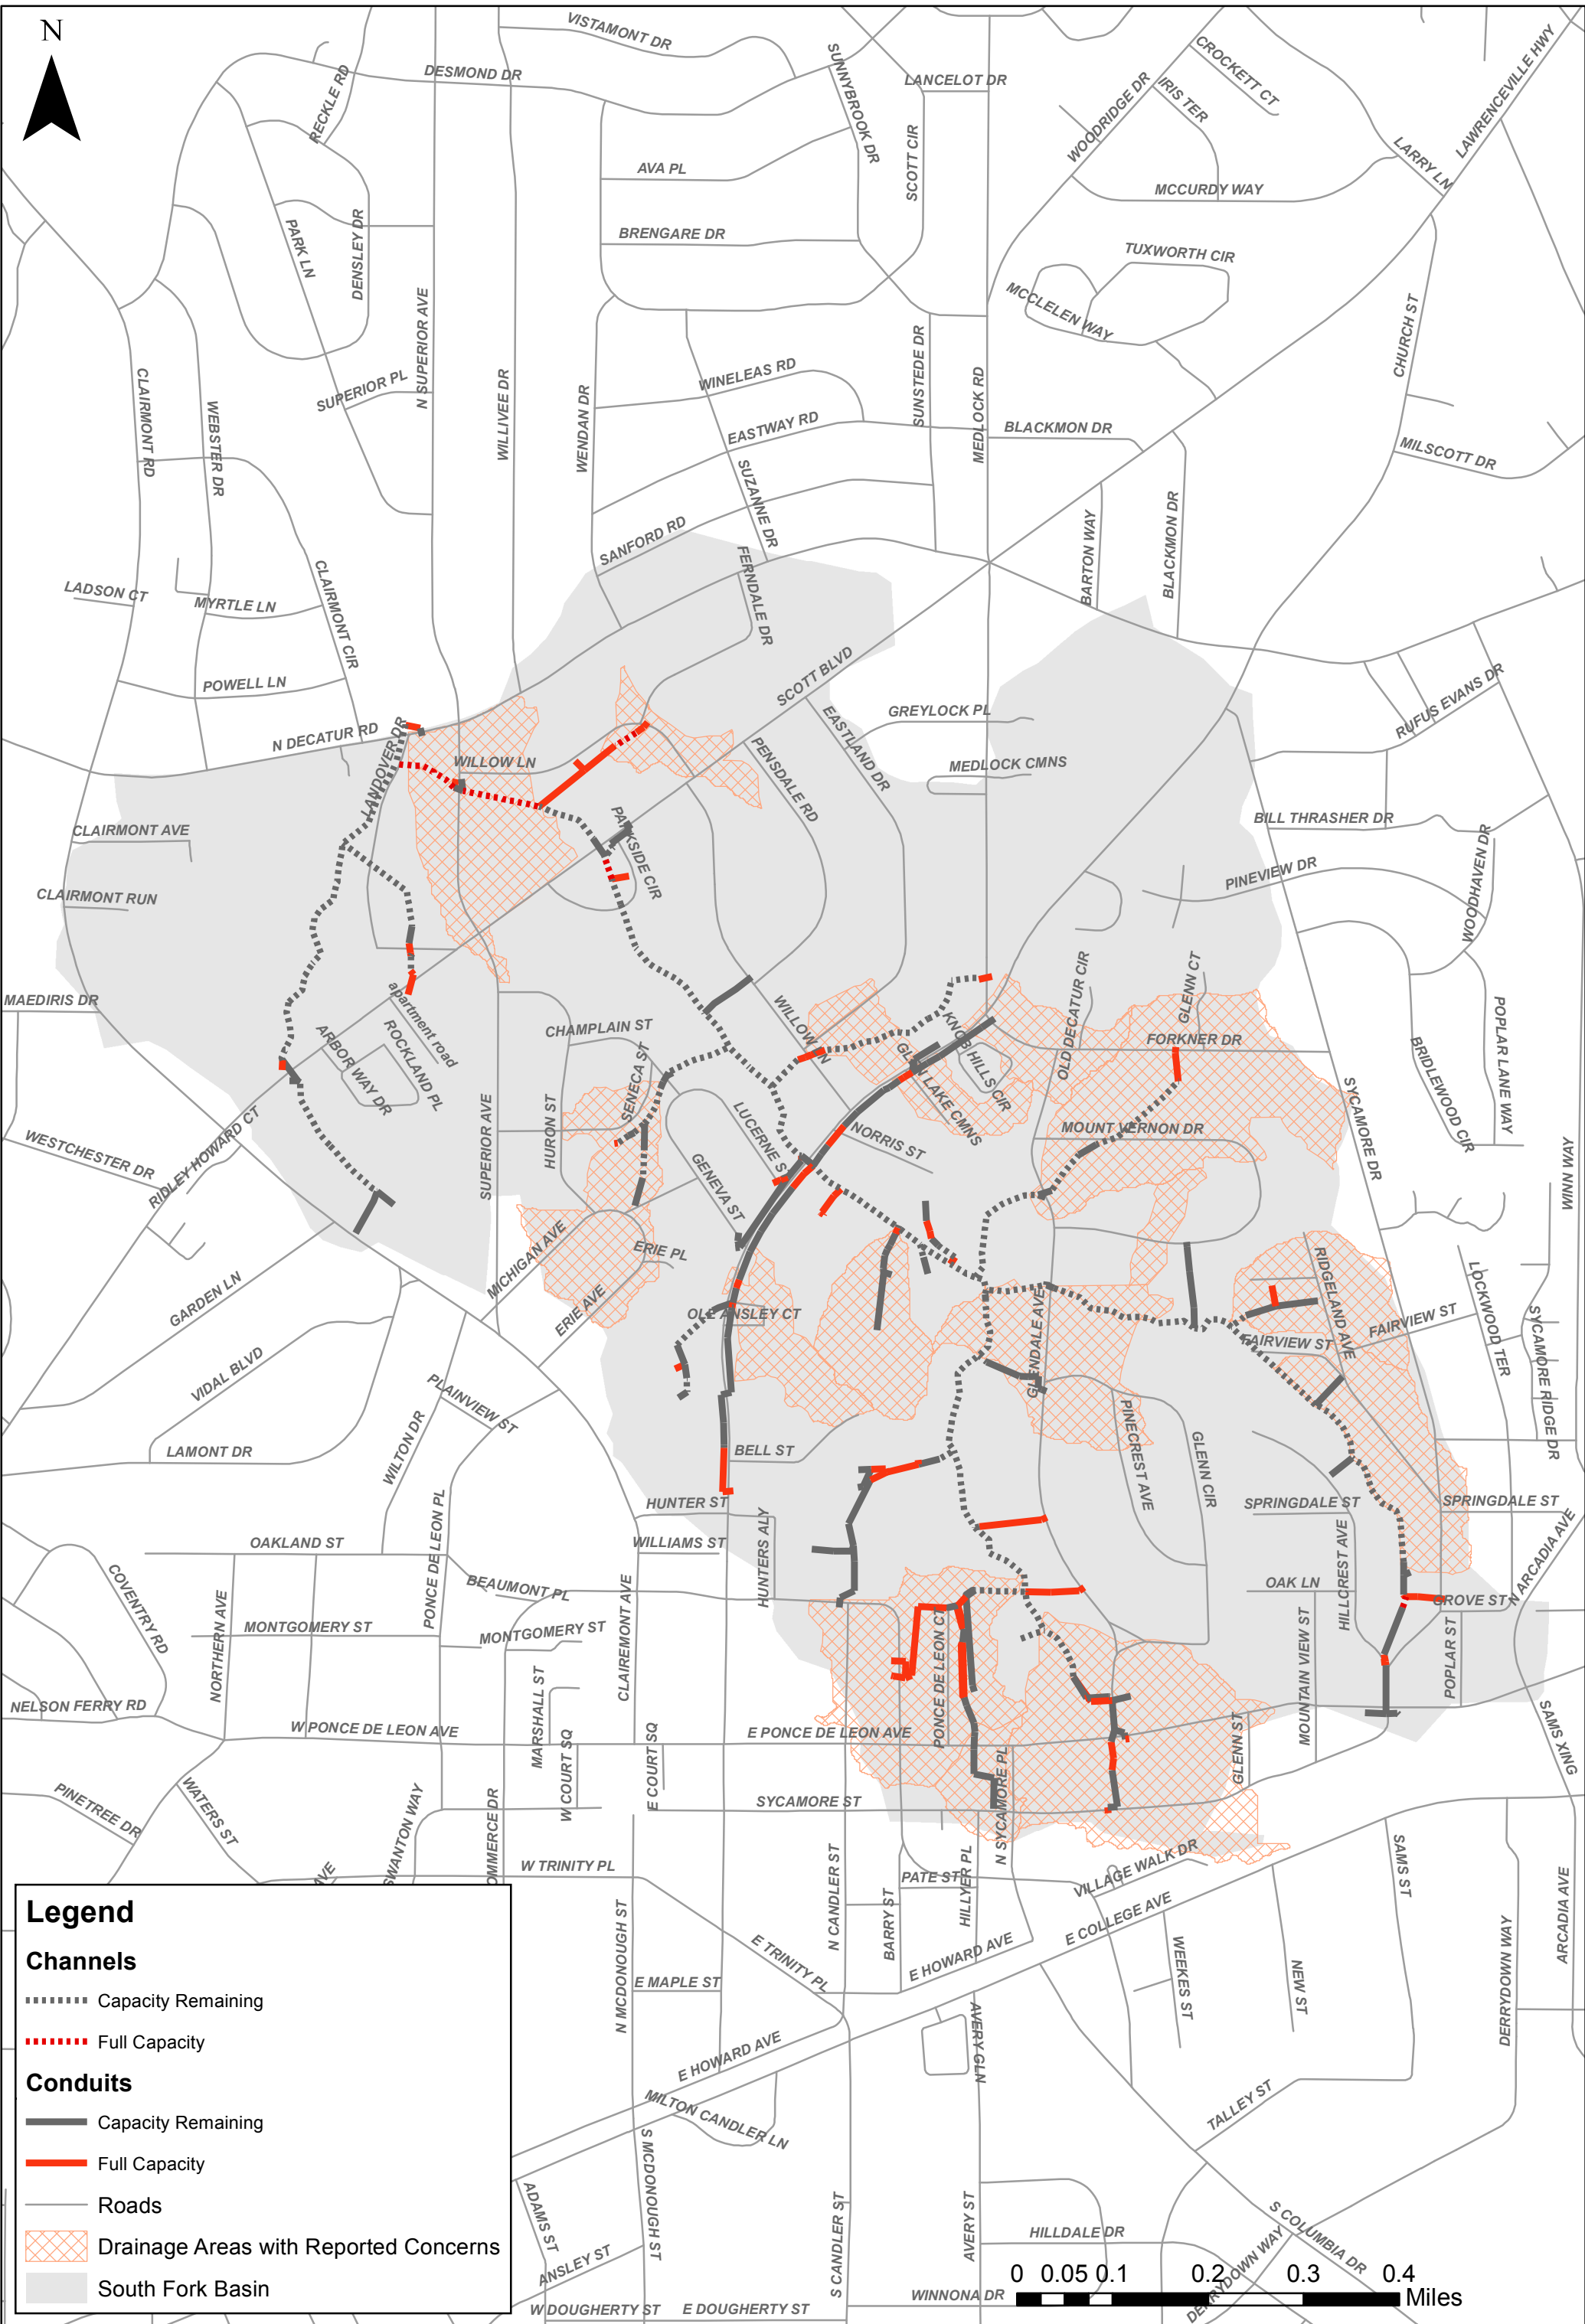 N
VISTAMONT DR
DESMOND DR
RECKLE RD
SUNNYBROOK DR
LANCELOT DR
CROCKETT CT
WOODRIDGE DR
IRIS TER
LAWRENCEVILLE HWY
LARRY LN
AVA PL
SCOTT CIR
MCCURDY WAY
PARK LN
DENSLEY DR
BRENGARE DR
TUXWORTH CIR
MCCLELEN WAY
N SUPERIOR AVE
CHURCH ST
CLAIRMONT RD
WEBSTER DR
SUPERIOR PL
WILLIVEE DR
WENDAN DR
WINELEAS RD
SUNSTEDE DR
MEDLOCK RD
EASTWAY RD
BLACKMON DR
MILSCOTT DR
SUZANNE DR
SANFORD RD
BARTON WAY
BLACKMON DR
LADSON CT
MYRTLE LN
CLAIRMONT CIR
FERNDALE DR
POWELL LN
SCOTT BLVD
RUFUS EVANS DR
N DECATUR RD
LANDOVER DR
WILLOW LN
EASTLAND DR
GREYLOCK PL
PENSDALE RD
MEDLOCK CMNS
CLAIRMONT AVE
PARKSIDE CIR
BILL THRASHER DR
CLAIRMONT RUN
PINEVIEW DR
WOODHAVEN DR
MAEDIRIS DR
apartment road
ARBOR WAY DR
ROCKLAND PL
CHAMPLAIN ST
WILLOW LN
KNOB HILLS CIR
OLD DECATUR CIR
GLENN CT
FORKNER DR
POPLAR LANE WAY
BRIDLEWOOD CIR
GLEN LAKE CMNS
SENECA ST
SYCAMORE DR
WESTCHESTER DR
RIDLEY HOWARD CT
SUPERIOR AVE
HURON ST
LUCERNE ST
NORRIS ST
MOUNT VERNON DR
WINN WAY
GENEVA ST
MICHIGAN AVE
ERIE PL
GARDEN LN
ERIE AVE
OLE ANSLEY CT
GLENDALE AVE
RIDGELAND AVE
FAIRVIEW ST
FAIRVIEW ST
LOCKWOOD TER
SYCAMORE RIDGE DR
VIDAL BLVD
PLAINVIEW ST
WILTON DR
LAMONT DR
BELL ST
PINECREST AVE
GLENN CIR
PONCE DE LEON PL
HUNTER ST
HUNTERS ALY
SPRINGDALE ST
SPRINGDALE ST
OAKLAND ST
WILLIAMS ST
HILLCREST AVE
N ARCADIA AVE
COVENTRY RD
BEAUMONT PL
OAK LN
GROVE ST
NORTHERN AVE
MONTGOMERY ST
MONTGOMERY ST
CLAIREMONT AVE
PONCE DE LEON CT
MOUNTAIN VIEW ST
POPLAR ST
NELSON FERRY RD
MARSHALL ST
W PONCE DE LEON AVE
E PONCE DE LEON AVE
GLENN ST
SAMS XING
W COURT SQ
E COURT SQ
N SYCAMORE PL
PINETREE DR
WATERS ST
SWANTON WAY
OMMERCE DR
SYCAMORE ST
AVE
W TRINITY PL
N CANDLER ST
PATE ST
HILLYER PL
VILLAGE WALK DR
SAMS ST
BARRY ST
E COLLEGE AVE
ARCADIA AVE
N MCDONOUGH ST
E TRINITY PL
E HOWARD AVE
WEEKES ST
NEW ST
DERRYDOWN WAY
E MAPLE ST
E HOWARD AVE
AVERY GLN
MILTON CANDLER LN
TALLEY ST
S MCDONOUGH ST
ADAMS ST
S CANDLER ST
AVERY ST
HILLDALE DR
S COLUMBIA DR
DERRYDOWN WAY
ANSLEY ST
WINNONA DR
W DOUGHERTY ST
E DOUGHERTY ST
Legend
Channels
Capacity Remaining
Full Capacity
Conduits
Capacity Remaining
Full Capacity
Roads
Drainage Areas with Reported Concerns
South Fork Basin
0 0.05 0.1 0.2 0.3 0.4
Miles